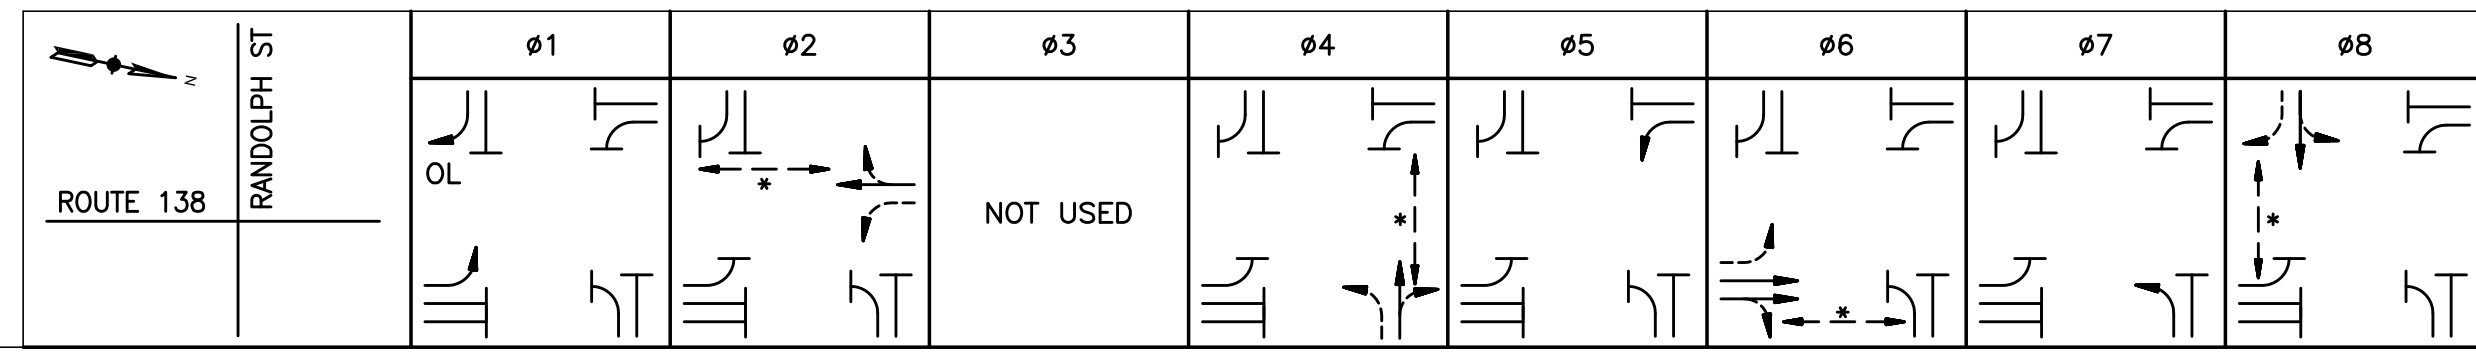 ø1
ø2
ø3
ø4
ø5
ø6
ø7
ø8
N
RANDOLPH ST
ROUTE 138
OL
*
NOT USED
*
*
*